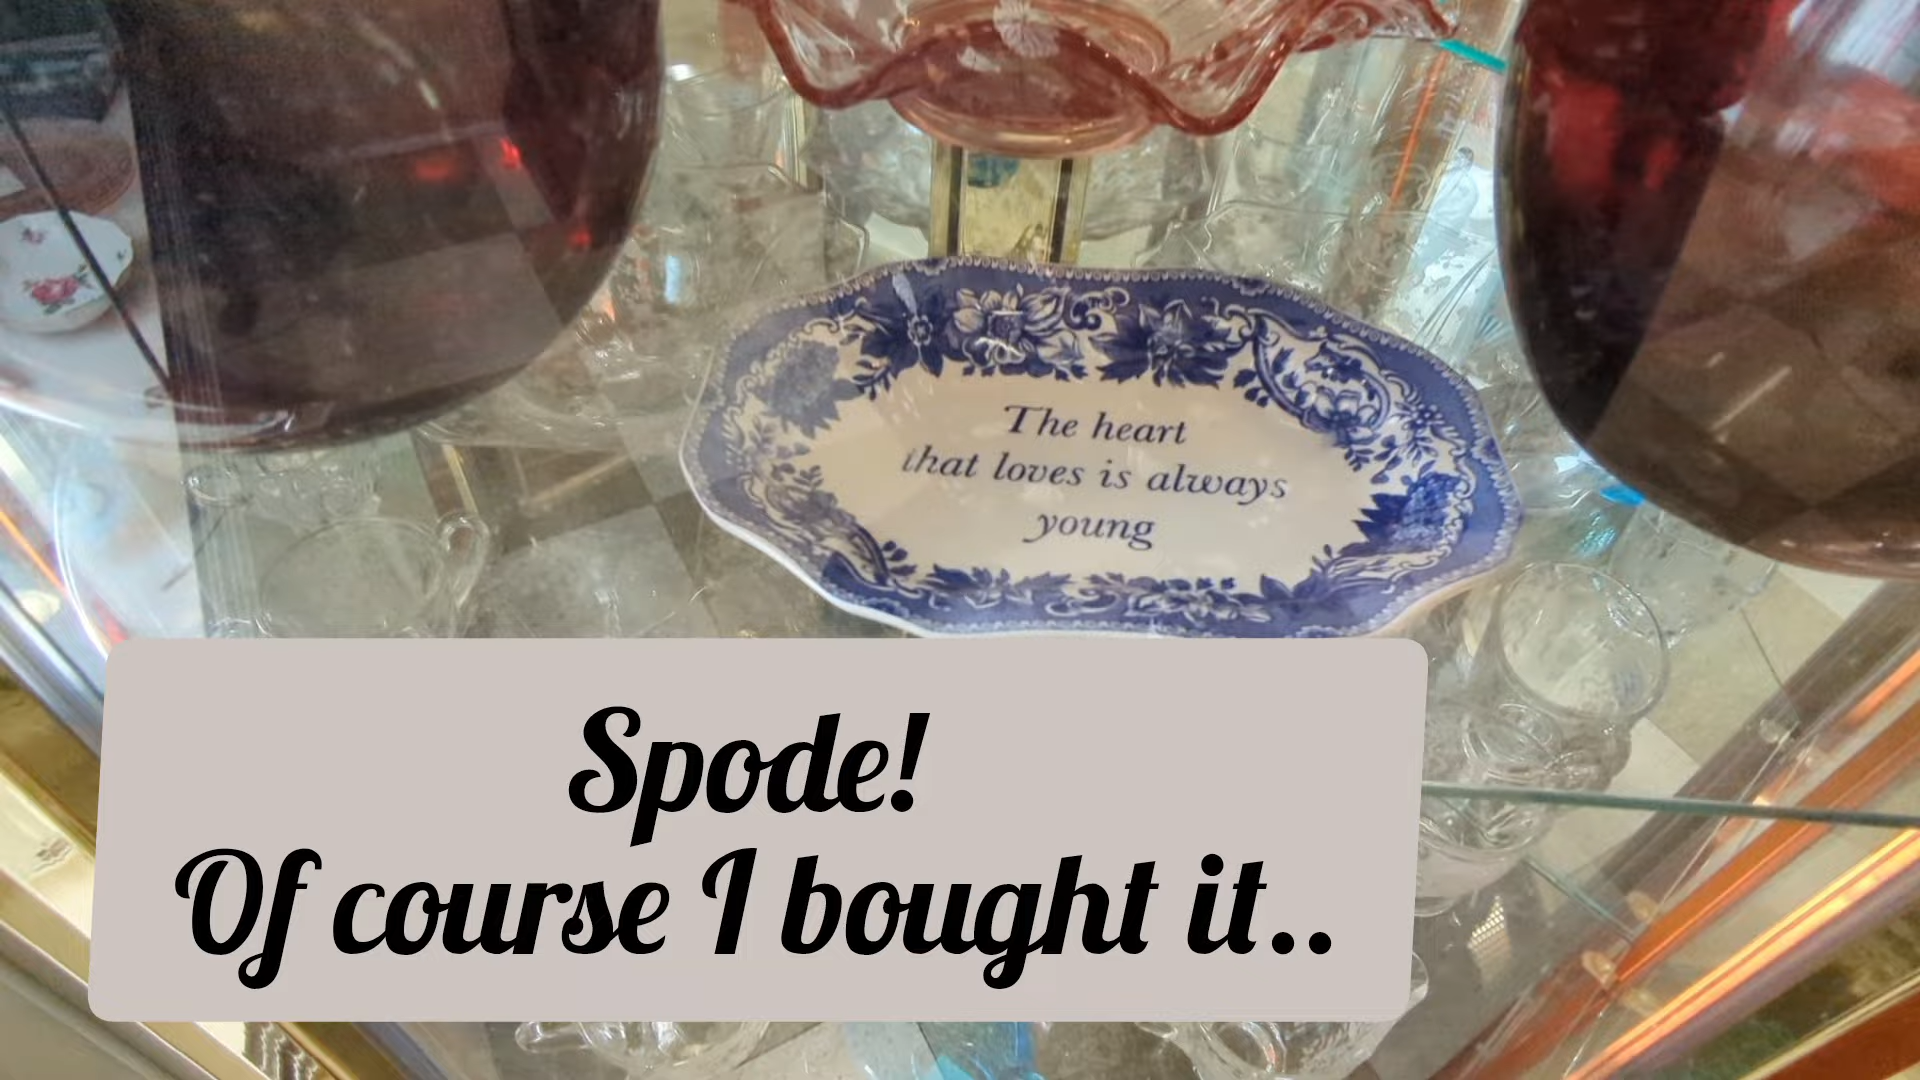 The heart
that loves is always
young
Spode!
Of course I bought it..